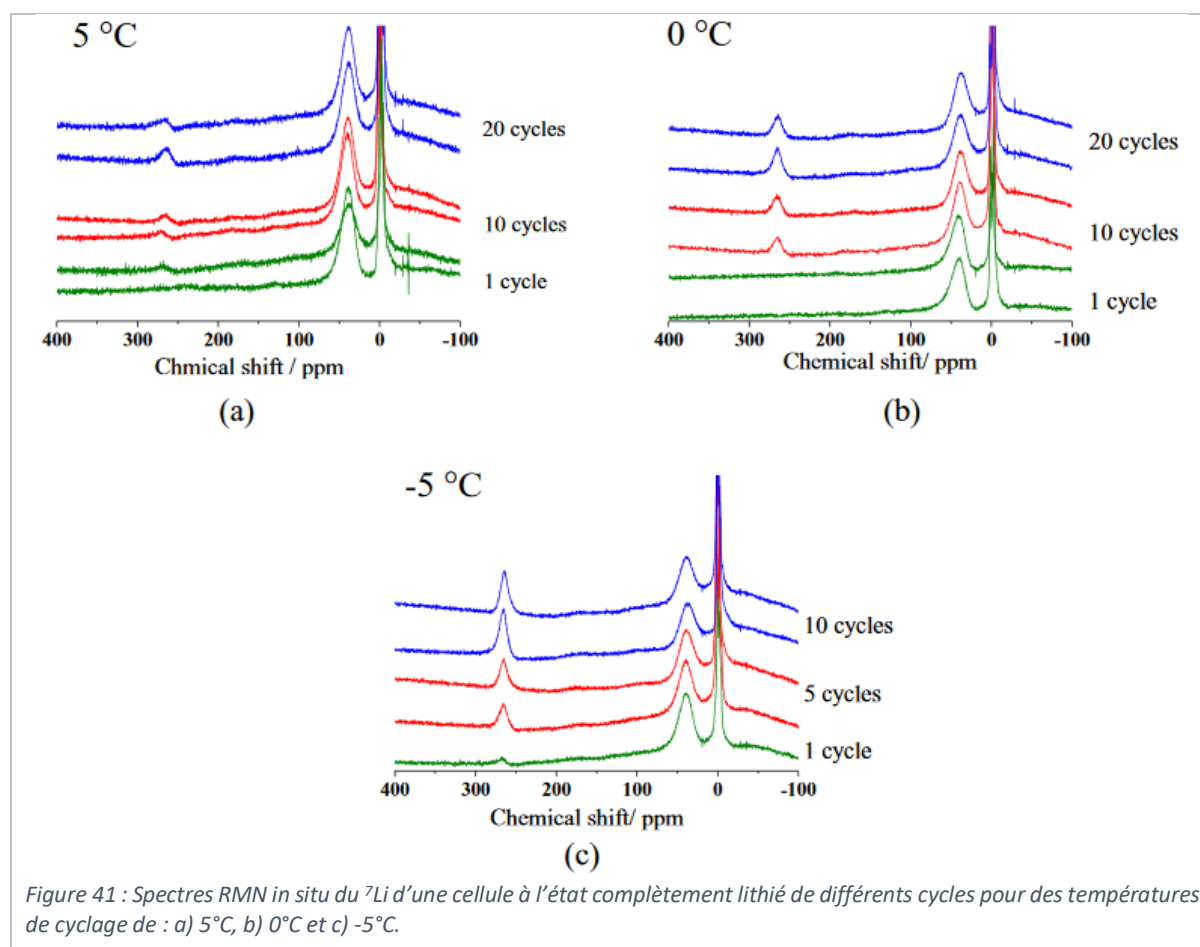 5 °C
20 cycles
10 cycles
1 cycle
400 300 200 100 0 -100
Chmical shift / ppm
(a)
0 °C
20 cycles
10 cycles
1 cycle
400 300 200 100 0 -100
Chemical shift/ ppm
(b)
-5 °C
10 cycles
5 cycles
1 cycle
400 300 200 100 0 -100
Chemical shift/ ppm
(c)
Figure 41 : Spectres RMN in situ du ⁷Li d'une cellule à l'état complètement lithié de différents cycles pour des températures
de cyclage de : a) 5°C, b) 0°C et c) -5°C.